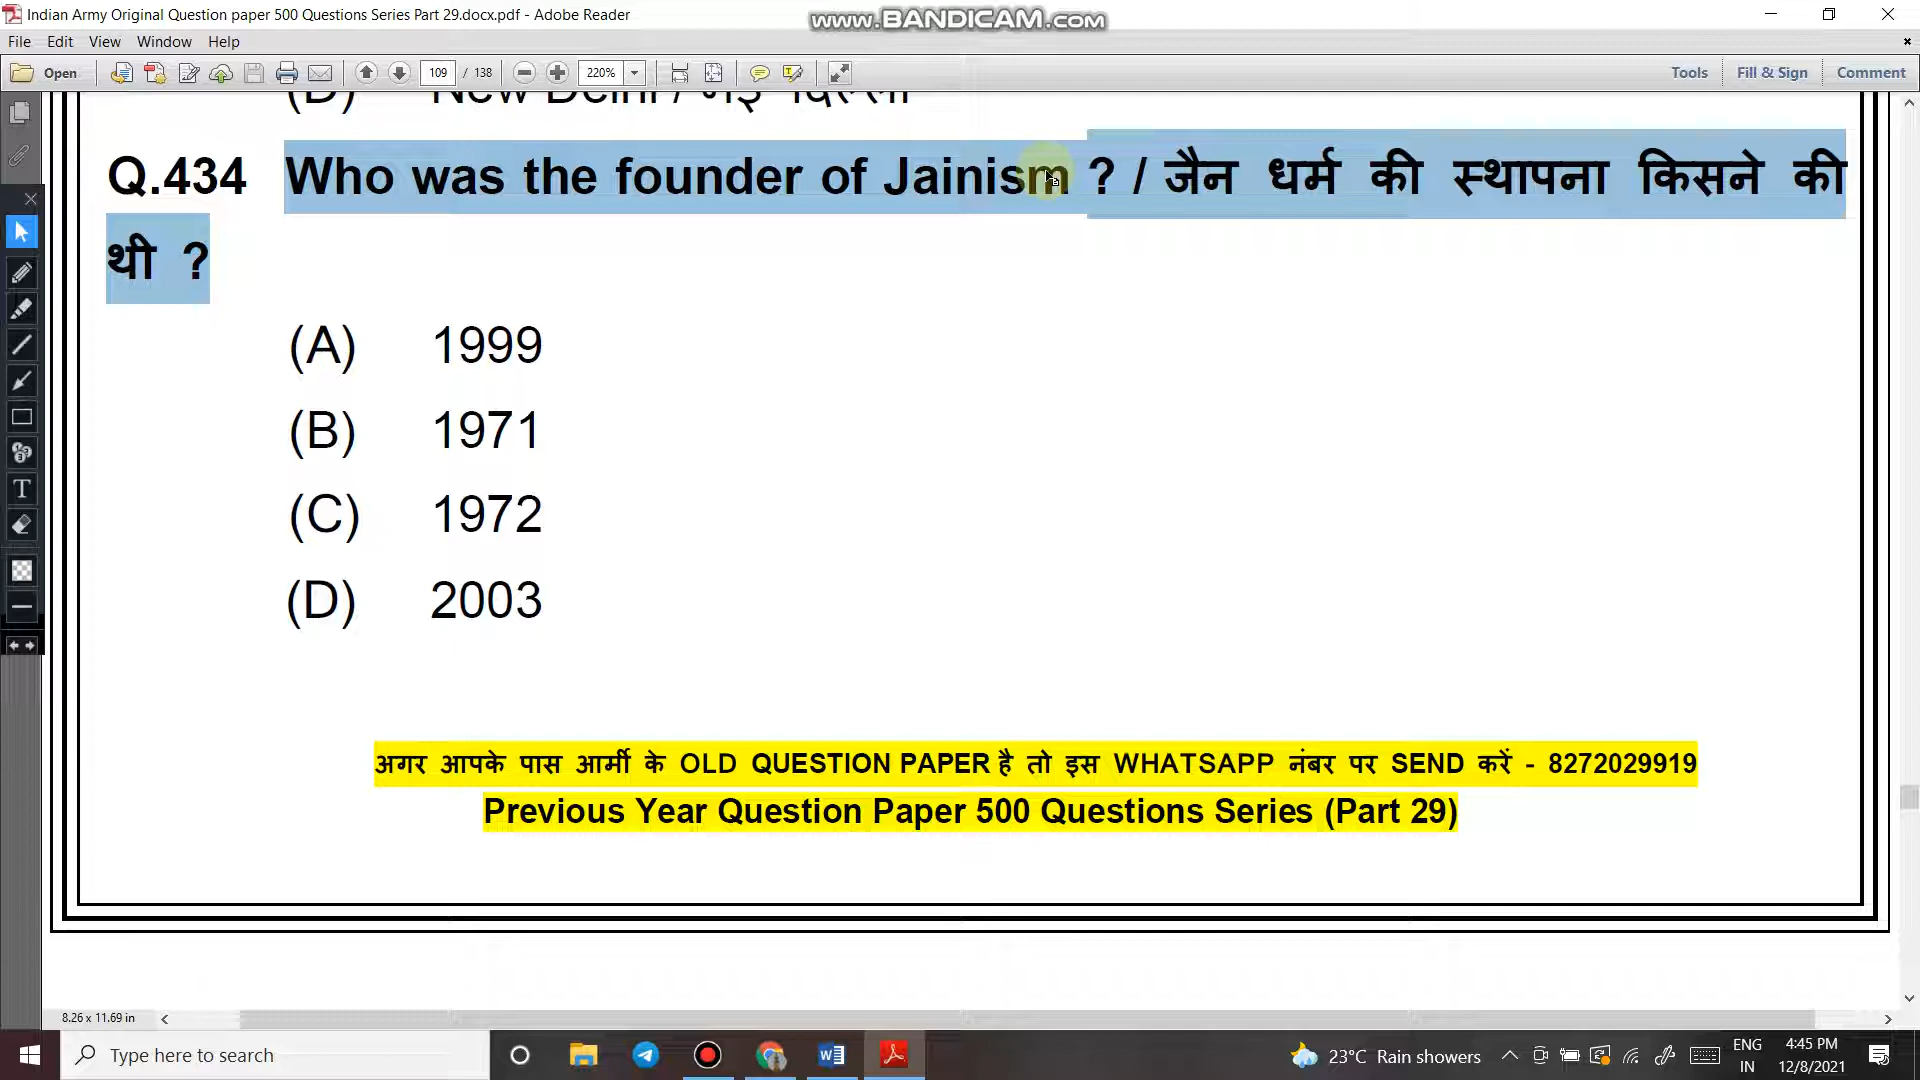 Indian Army Original Question paper 500 Questions Series Part 29.docx.pdf - Adobe Reader
www.BANDICAM.com
File Edit View Window Help
Open 109 / 138 220% Tools Fill & Sign Comment
(D) New Delhi / नई दिल्ली
Q.434 Who was the founder of Jainism ? / जैन धर्म की स्थापना किसने की
थी ?
(A) 1999
(B) 1971
(C) 1972
(D) 2003
अगर आपके पास आर्मी के OLD QUESTION PAPER है तो इस WHATSAPP नंबर पर SEND करें - 8272029919
Previous Year Question Paper 500 Questions Series (Part 29)
8.26 x 11.69 in
Type here to search 23°C Rain showers ENG 4:45 PM
IN 12/8/2021